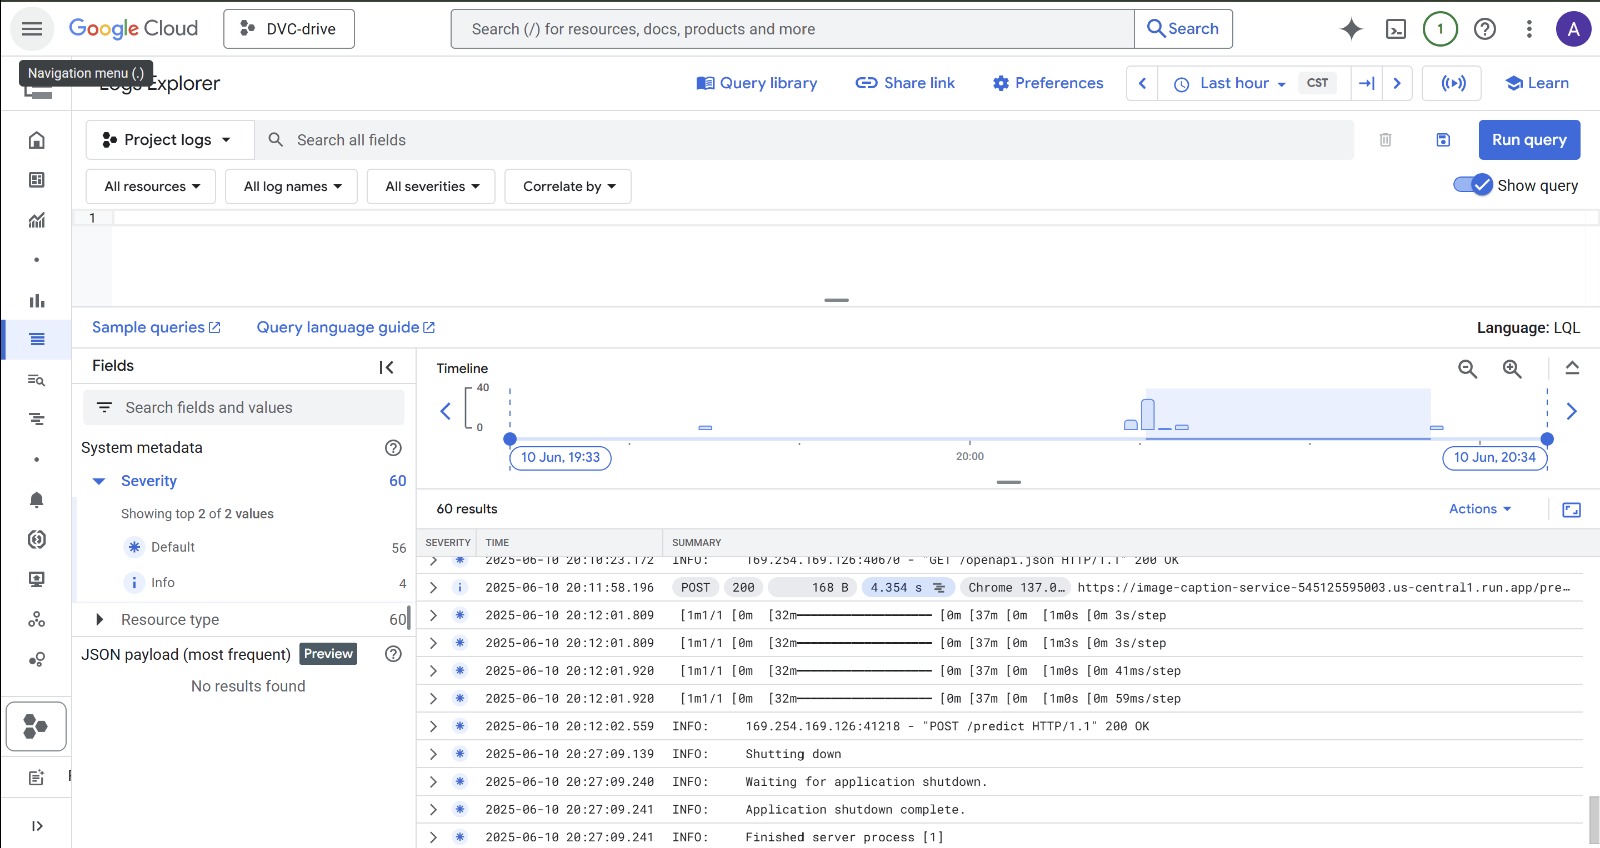 Google Cloud
DVC-drive
Search (/) for resources, docs, products and more
Search
1
A
Navigation menu (.)
Explorer
Query library
Share link
Preferences
Last hour
CST
Learn
Project logs
Search all fields
Run query
All resources
All log names
All severities
Correlate by
Show query
1
Sample queries
Query language guide
Language: LQL
Fields
Search fields and values
System metadata
Severity 60
Showing top 2 of 2 values
Default 56
Info 4
Resource type 60
JSON payload (most frequent) Preview
No results found
Timeline
40
0
10 Jun, 19:33
20:00
10 Jun, 20:34
60 results
Actions
SEVERITY TIME SUMMARY
2025-06-10 20:10:23.172 INFO: 169.254.169.126:40670 - "GET /openapi.json HTTP/1.1" 200 OK
2025-06-10 20:11:58.196 POST 200 168 B 4.354 s Chrome 137.0… https://image-caption-service-545125595003.us-central1.run.app/pre…
2025-06-10 20:12:01.809 [1m1/1 [0m [32m━━━━━━━━━━━━━━━━━━━━ [0m [37m [0m [1m0s [0m 3s/step
2025-06-10 20:12:01.809 [1m1/1 [0m [32m━━━━━━━━━━━━━━━━━━━━ [0m [37m [0m [1m3s [0m 3s/step
2025-06-10 20:12:01.920 [1m1/1 [0m [32m━━━━━━━━━━━━━━━━━━━━ [0m [37m [0m [1m0s [0m 41ms/step
2025-06-10 20:12:01.920 [1m1/1 [0m [32m━━━━━━━━━━━━━━━━━━━━ [0m [37m [0m [1m0s [0m 59ms/step
2025-06-10 20:12:02.559 INFO: 169.254.169.126:41218 - "POST /predict HTTP/1.1" 200 OK
2025-06-10 20:27:09.139 INFO: Shutting down
2025-06-10 20:27:09.240 INFO: Waiting for application shutdown.
2025-06-10 20:27:09.241 INFO: Application shutdown complete.
2025-06-10 20:27:09.241 INFO: Finished server process [1]